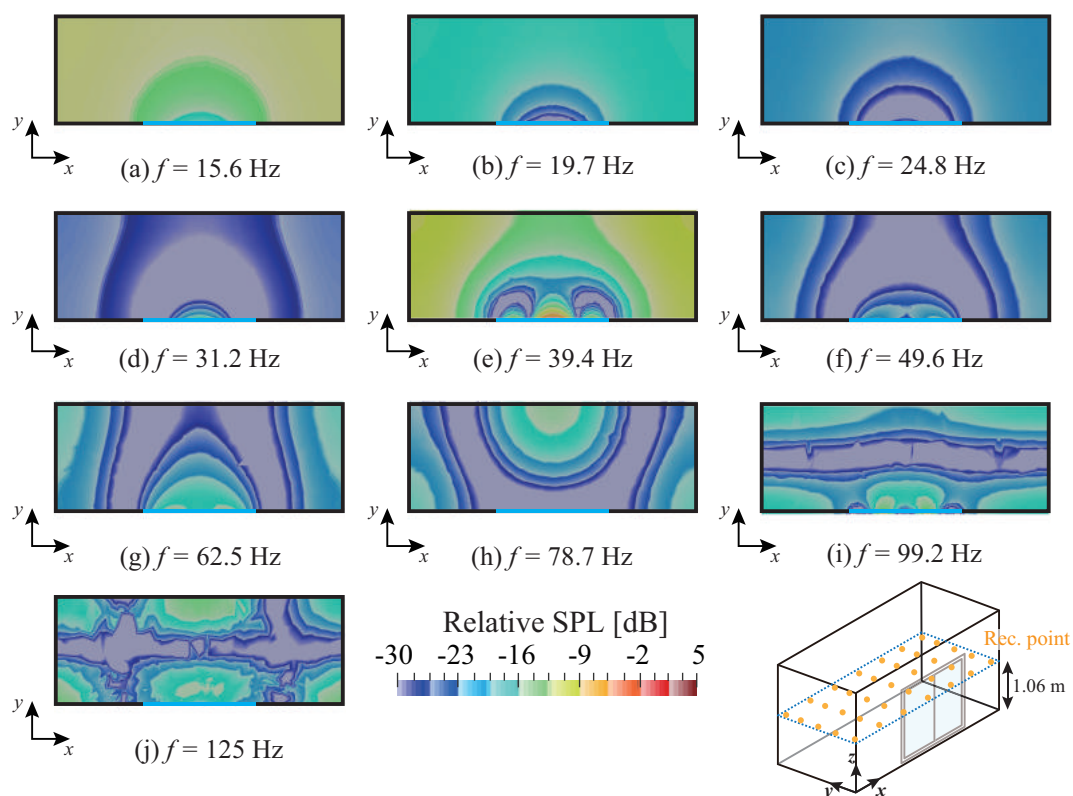 y x y x y x
(a) f = 15.6 Hz (b) f = 19.7 Hz (c) f = 24.8 Hz
y x y x y x
(d) f = 31.2 Hz (e) f = 39.4 Hz (f) f = 49.6 Hz
y x y x y x
(g) f = 62.5 Hz (h) f = 78.7 Hz (i) f = 99.2 Hz
y x
(j) f = 125 Hz
Relative SPL [dB]
-30 -23 -16 -9 -2 5
Rec. point
1.06 m
z
y x